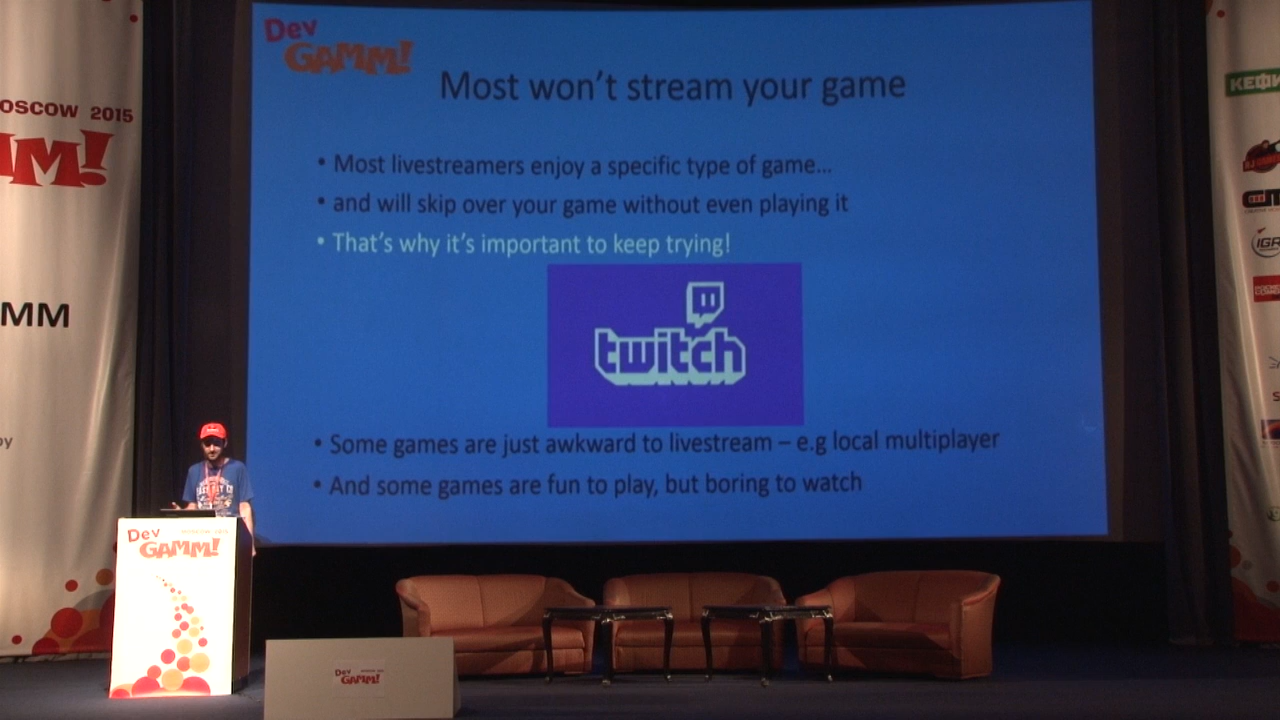 Dev
GAMM!
Most won't stream your game
• Most livestreamers enjoy a specific type of game...
• and will skip over your game without even playing it
• That's why it's important to keep trying!
twitch
• Some games are just awkward to livestream – e.g local multiplayer
• And some games are fun to play, but boring to watch
OSCOW 2015
MM!
MM
by
КЕФИ
IGR
Dev
GAMM!
Dev
GAMM!